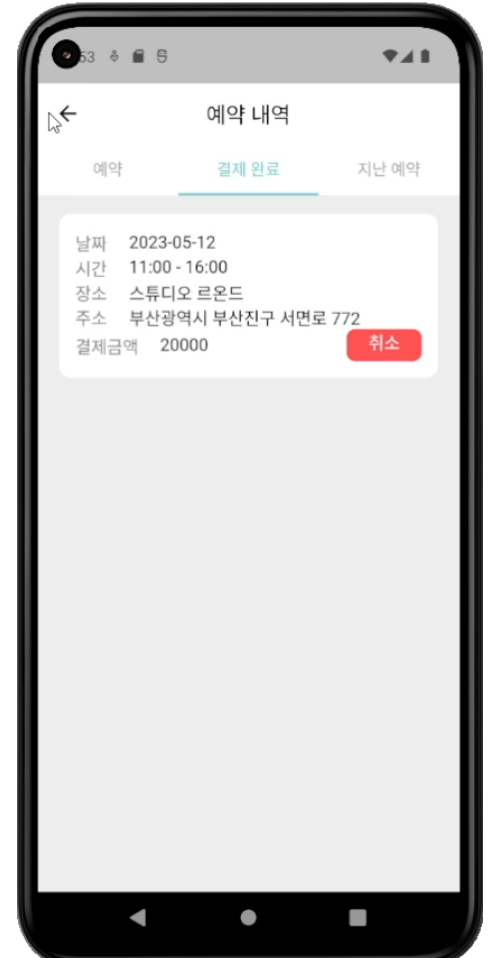 53
예약 내역
예약 결제 완료 지난 예약
날짜 2023-05-12
시간 11:00 - 16:00
장소 스튜디오 르온드
주소 부산광역시 부산진구 서면로 772
결제금액 20000 취소